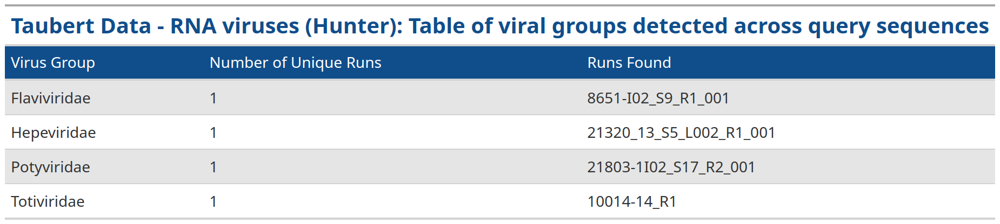 Taubert Data - RNA viruses (Hunter): Table of viral groups detected across query sequences
Virus Group Number of Unique Runs Runs Found
Flaviviridae 1 8651-I02_S9_R1_001
Hepeviridae 1 21320_13_S5_L002_R1_001
Potyviridae 1 21803-1I02_S17_R2_001
Totiviridae 1 10014-14_R1